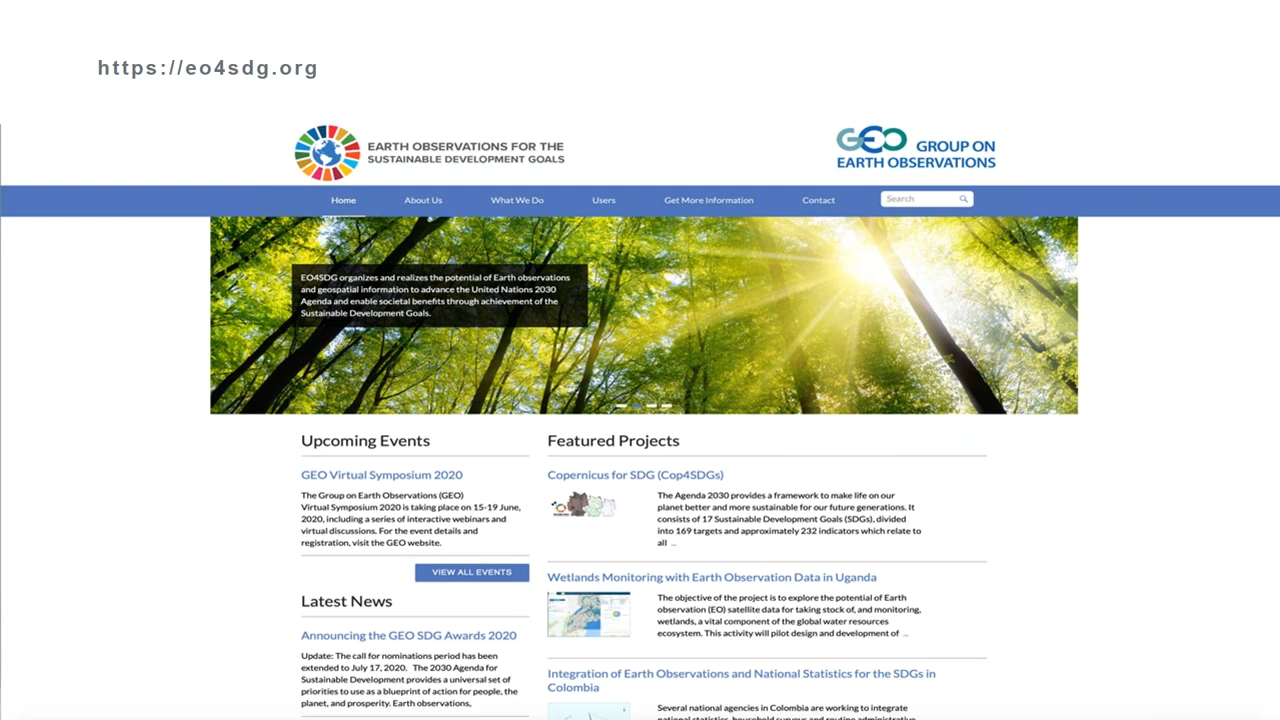 https://eo4sdg.org
EARTH OBSERVATIONS FOR THE
SUSTAINABLE DEVELOPMENT GOALS
GEO GROUP ON
EARTH OBSERVATIONS
Home About Us What We Do Users Get More Information Contact Search
EO4SDG organizes and realizes the potential of Earth observations
and geospatial information to advance the United Nations 2030
Agenda and enable societal benefits through achievement of the
Sustainable Development Goals.
Upcoming Events
GEO Virtual Symposium 2020
The Group on Earth Observations (GEO)
Virtual Symposium 2020 is taking place on 15-19 June,
2020, including a series of interactive webinars and
virtual discussions. For the event details and
registration, visit the GEO website.
VIEW ALL EVENTS
Latest News
Announcing the GEO SDG Awards 2020
Update: The call for nominations period has been
extended to July 17, 2020. The 2030 Agenda for
Sustainable Development provides a universal set of
priorities to use as a blueprint of action for people, the
planet, and prosperity. Earth observations,
Featured Projects
Copernicus for SDG (Cop4SDGs)
The Agenda 2030 provides a framework to make life on our
planet better and more sustainable for our future generations. It
consists of 17 Sustainable Development Goals (SDGs), divided
into 169 targets and approximately 232 indicators which relate to
all ...
Wetlands Monitoring with Earth Observation Data in Uganda
The objective of the project is to explore the potential of Earth
observation (EO) satellite data for taking stock of, and monitoring,
wetlands, a vital component of the global water resources
ecosystem. This activity will pilot design and development of ...
Integration of Earth Observations and National Statistics for the SDGs in
Colombia
Several national agencies in Colombia are working to integrate
national statistics, household surveys and routine administrative